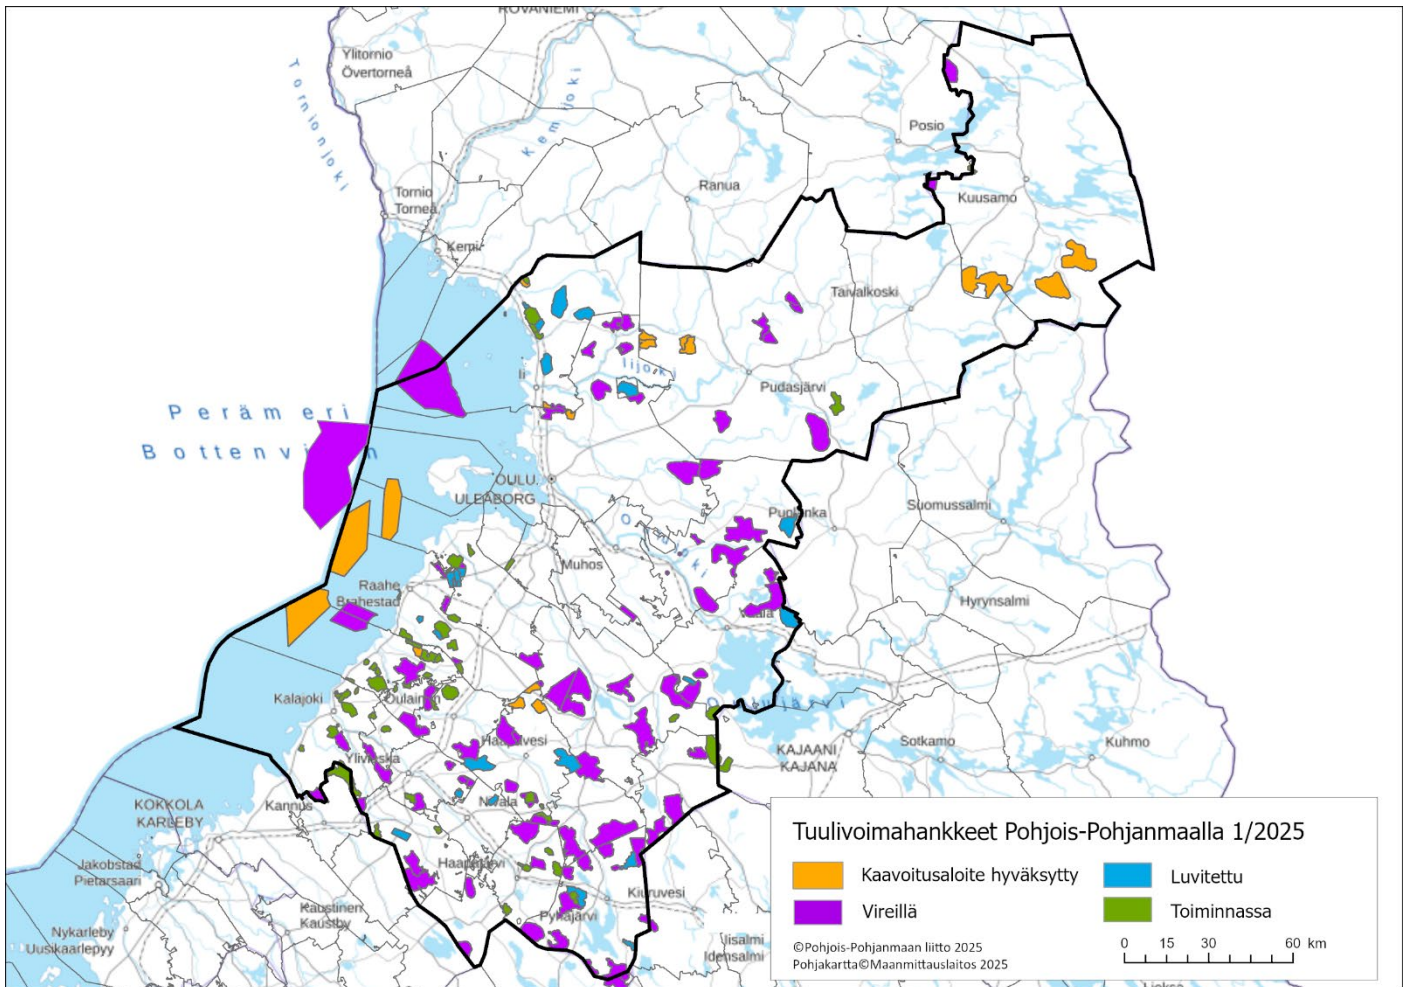 ROVANIEMI
Ylitornio
Övertorneå
Tornionjoki
Kemijoki
Posio
Ranua
Kuusamo
Tornio
Torneå
Kemi
Taivalkoski
Ii
Iijoki
Pudasjärvi
Perämeri
Bottenviken
OULU
ULEÅBORG
Oulujoki
Puolanka
Suomussalmi
Muhos
Raahe
Brahestad
Vaala
Hyrynsalmi
Kalajoki
Oulainen
Oulujärvi
Haapavesi
KAJAANI
KAJANA
Sotkamo
Kuhmo
Ylivieska
KOKKOLA
KARLEBY
Kannus
Nivala
Jakobstad
Pietarsaari
Haapajärvi
Kiuruvesi
Kaustinen
Kaustby
Pyhäjärvi
Nykarleby
Uusikaarlepyy
Iisalmi
Idensalmi
Tuulivoimahankkeet Pohjois-Pohjanmaalla 1/2025
Kaavoitusaloite hyväksytty
Luvitettu
Vireillä
Toiminnassa
©Pohjois-Pohjanmaan liitto 2025
Pohjakartta©Maanmittauslaitos 2025
0 15 30 60 km